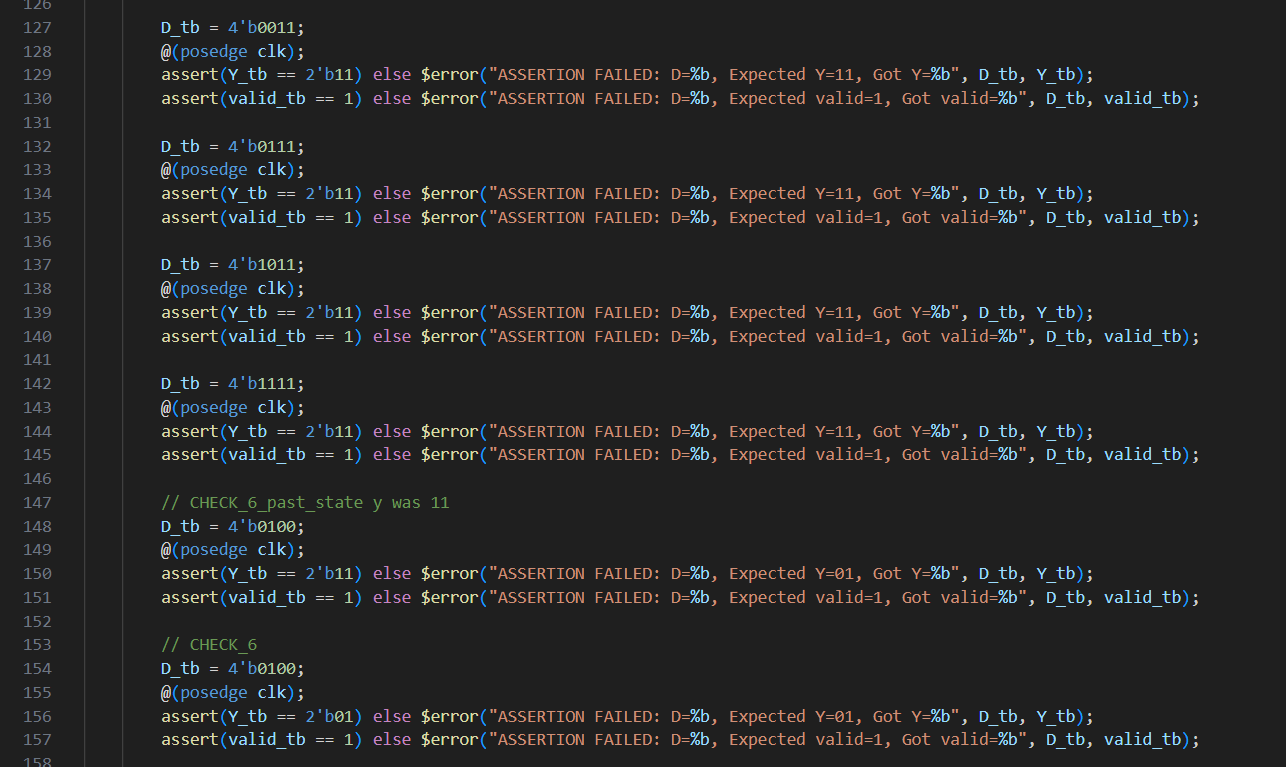 126
127 D_tb = 4'b0011;
128 @(posedge clk);
129 assert(Y_tb == 2'b11) else $error("ASSERTION FAILED: D=%b, Expected Y=11, Got Y=%b", D_tb, Y_tb);
130 assert(valid_tb == 1) else $error("ASSERTION FAILED: D=%b, Expected valid=1, Got valid=%b", D_tb, valid_tb);
131
132 D_tb = 4'b0111;
133 @(posedge clk);
134 assert(Y_tb == 2'b11) else $error("ASSERTION FAILED: D=%b, Expected Y=11, Got Y=%b", D_tb, Y_tb);
135 assert(valid_tb == 1) else $error("ASSERTION FAILED: D=%b, Expected valid=1, Got valid=%b", D_tb, valid_tb);
136
137 D_tb = 4'b1011;
138 @(posedge clk);
139 assert(Y_tb == 2'b11) else $error("ASSERTION FAILED: D=%b, Expected Y=11, Got Y=%b", D_tb, Y_tb);
140 assert(valid_tb == 1) else $error("ASSERTION FAILED: D=%b, Expected valid=1, Got valid=%b", D_tb, valid_tb);
141
142 D_tb = 4'b1111;
143 @(posedge clk);
144 assert(Y_tb == 2'b11) else $error("ASSERTION FAILED: D=%b, Expected Y=11, Got Y=%b", D_tb, Y_tb);
145 assert(valid_tb == 1) else $error("ASSERTION FAILED: D=%b, Expected valid=1, Got valid=%b", D_tb, valid_tb);
146
147 // CHECK_6_past_state y was 11
148 D_tb = 4'b0100;
149 @(posedge clk);
150 assert(Y_tb == 2'b11) else $error("ASSERTION FAILED: D=%b, Expected Y=01, Got Y=%b", D_tb, Y_tb);
151 assert(valid_tb == 1) else $error("ASSERTION FAILED: D=%b, Expected valid=1, Got valid=%b", D_tb, valid_tb);
152
153 // CHECK_6
154 D_tb = 4'b0100;
155 @(posedge clk);
156 assert(Y_tb == 2'b01) else $error("ASSERTION FAILED: D=%b, Expected Y=01, Got Y=%b", D_tb, Y_tb);
157 assert(valid_tb == 1) else $error("ASSERTION FAILED: D=%b, Expected valid=1, Got valid=%b", D_tb, valid_tb);
158